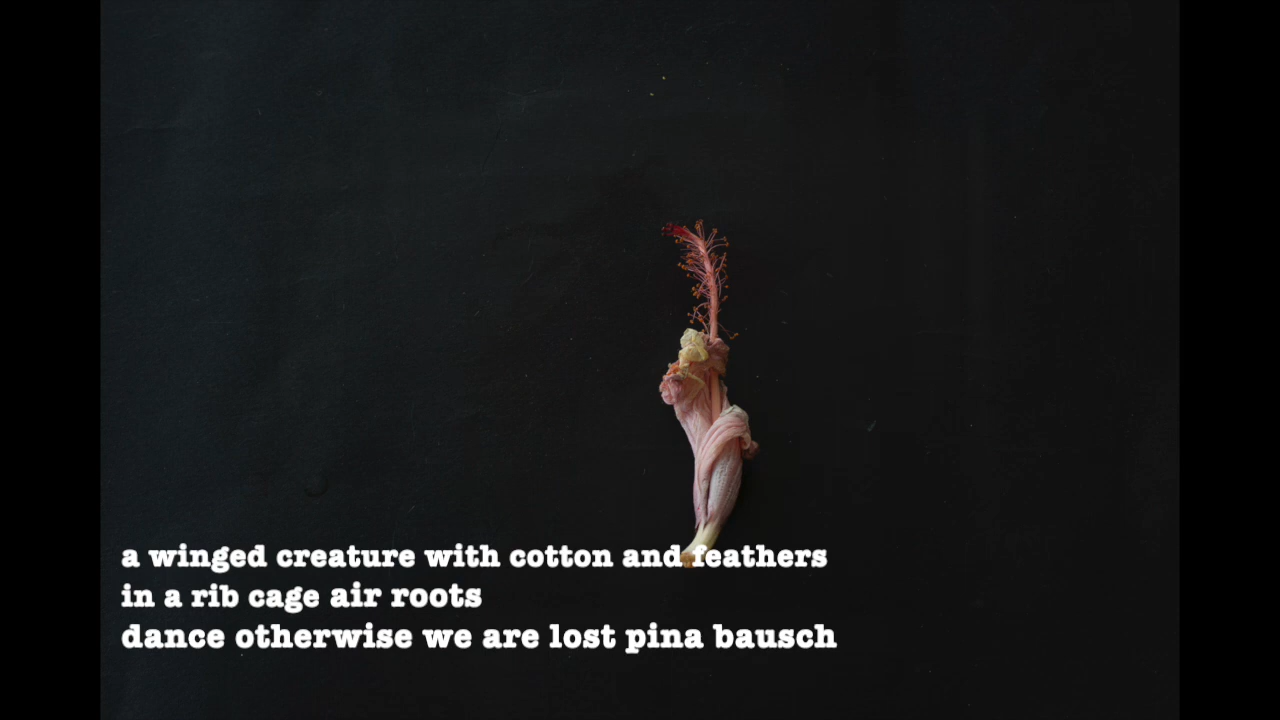 a winged creature with cotton and feathers
in a rib cage air roots
dance otherwise we are lost pina bausch